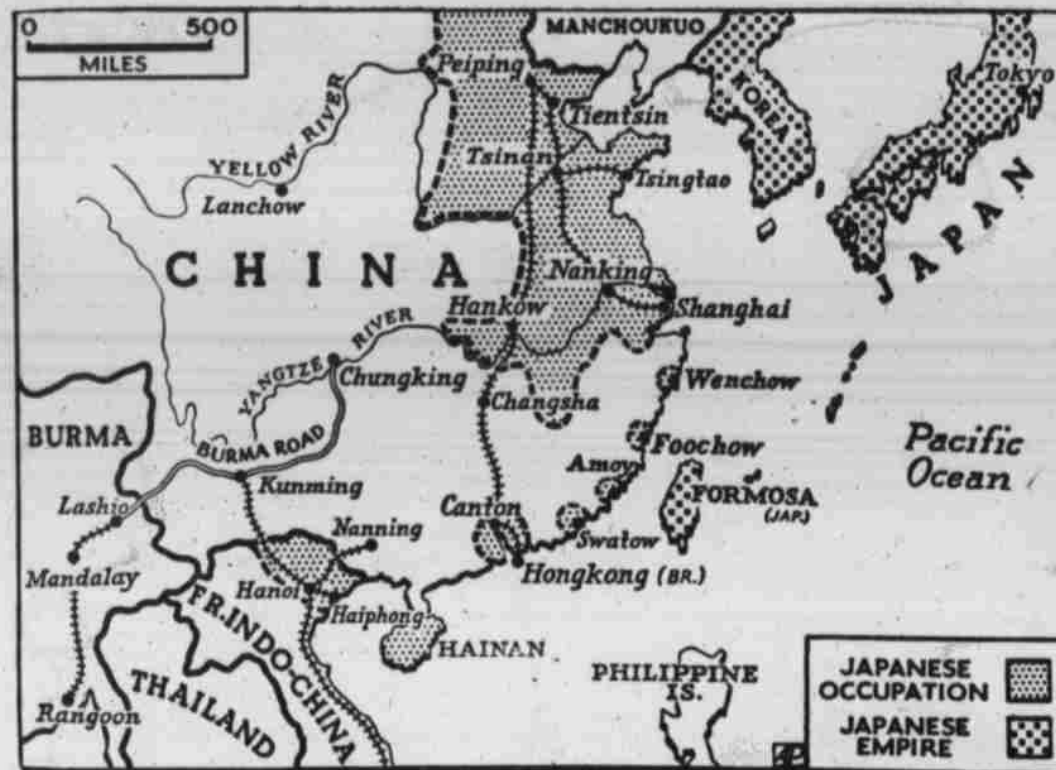 0 500
MILES
MANCHOUKUO
Peiping
Tientsin
KOREA
Tokyo
JAPAN
YELLOW RIVER
Tsinan
Tsingtao
Lanchow
CHINA
Nanking
Hankow
Shanghai
YANGTZE RIVER
Chungking
Wenchow
Changsha
BURMA
BURMA ROAD
Foochow
Pacific
Ocean
Amoy
Kunming
FORMOSA
(JAP.)
Lashio
Nanning
Canton
Swatow
Mandalay
Hanoi
Haiphong
Hongkong (BR.)
FR. INDO-CHINA
HAINAN
THAILAND
Rangoon
PHILIPPINE
IS.
JAPANESE
OCCUPATION
JAPANESE
EMPIRE
AP